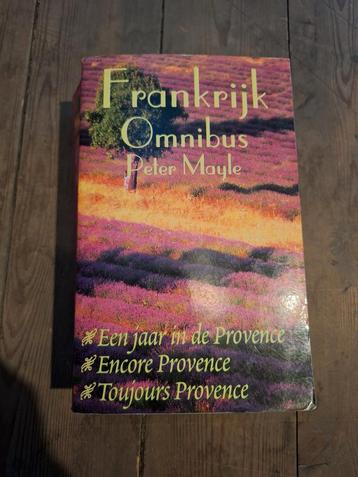 Frankrijk
Omnibus
Peter Mayle
Een jaar in de Provence
Encore Provence
Toujours Provence